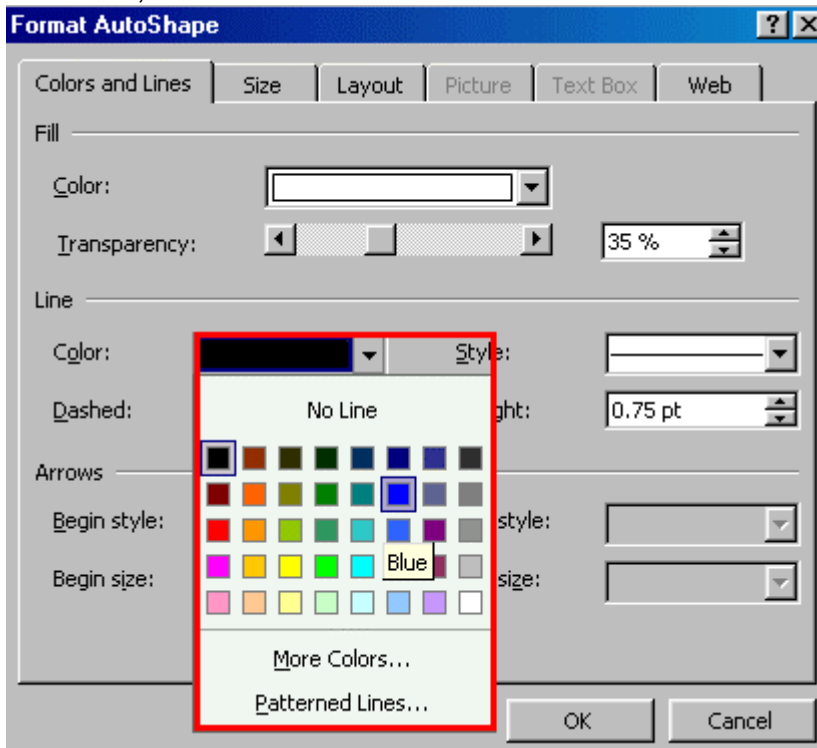 Format AutoShape
Colors and Lines Size Layout Picture Text Box Web
Fill
Color:
Transparency: 35 %
Line
Color: Style:
Dashed: No Line ght: 0.75 pt
Arrows
Begin style: style:
Blue
Begin size: size:
More Colors...
Patterned Lines...
OK Cancel